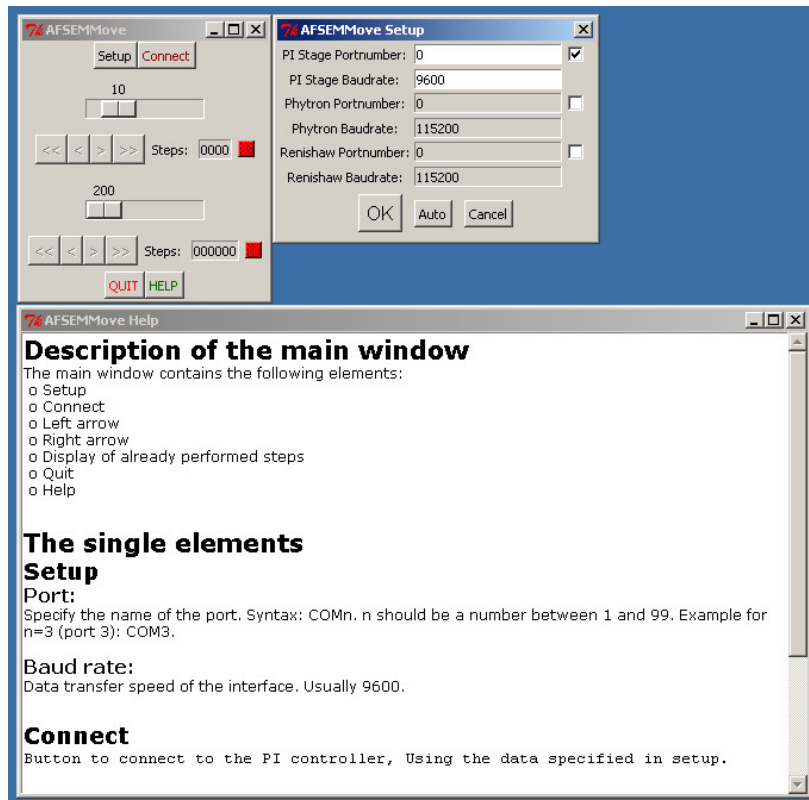 AFSEMMove
Setup Connect
10
<< < > >> Steps: 0000
200
<< < > >> Steps: 000000
QUIT HELP
AFSEMMove Setup
PI Stage Portnumber: 0
PI Stage Baudrate: 9600
Phytron Portnumber: 0
Phytron Baudrate: 115200
Renishaw Portnumber: 0
Renishaw Baudrate: 115200
OK Auto Cancel
AFSEMMove Help
Description of the main window
The main window contains the following elements:
o Setup
o Connect
o Left arrow
o Right arrow
o Display of already performed steps
o Quit
o Help
The single elements
Setup
Port:
Specify the name of the port. Syntax: COMn. n should be a number between 1 and 99. Example for
n=3 (port 3): COM3.
Baud rate:
Data transfer speed of the interface. Usually 9600.
Connect
Button to connect to the PI controller, Using the data specified in setup.